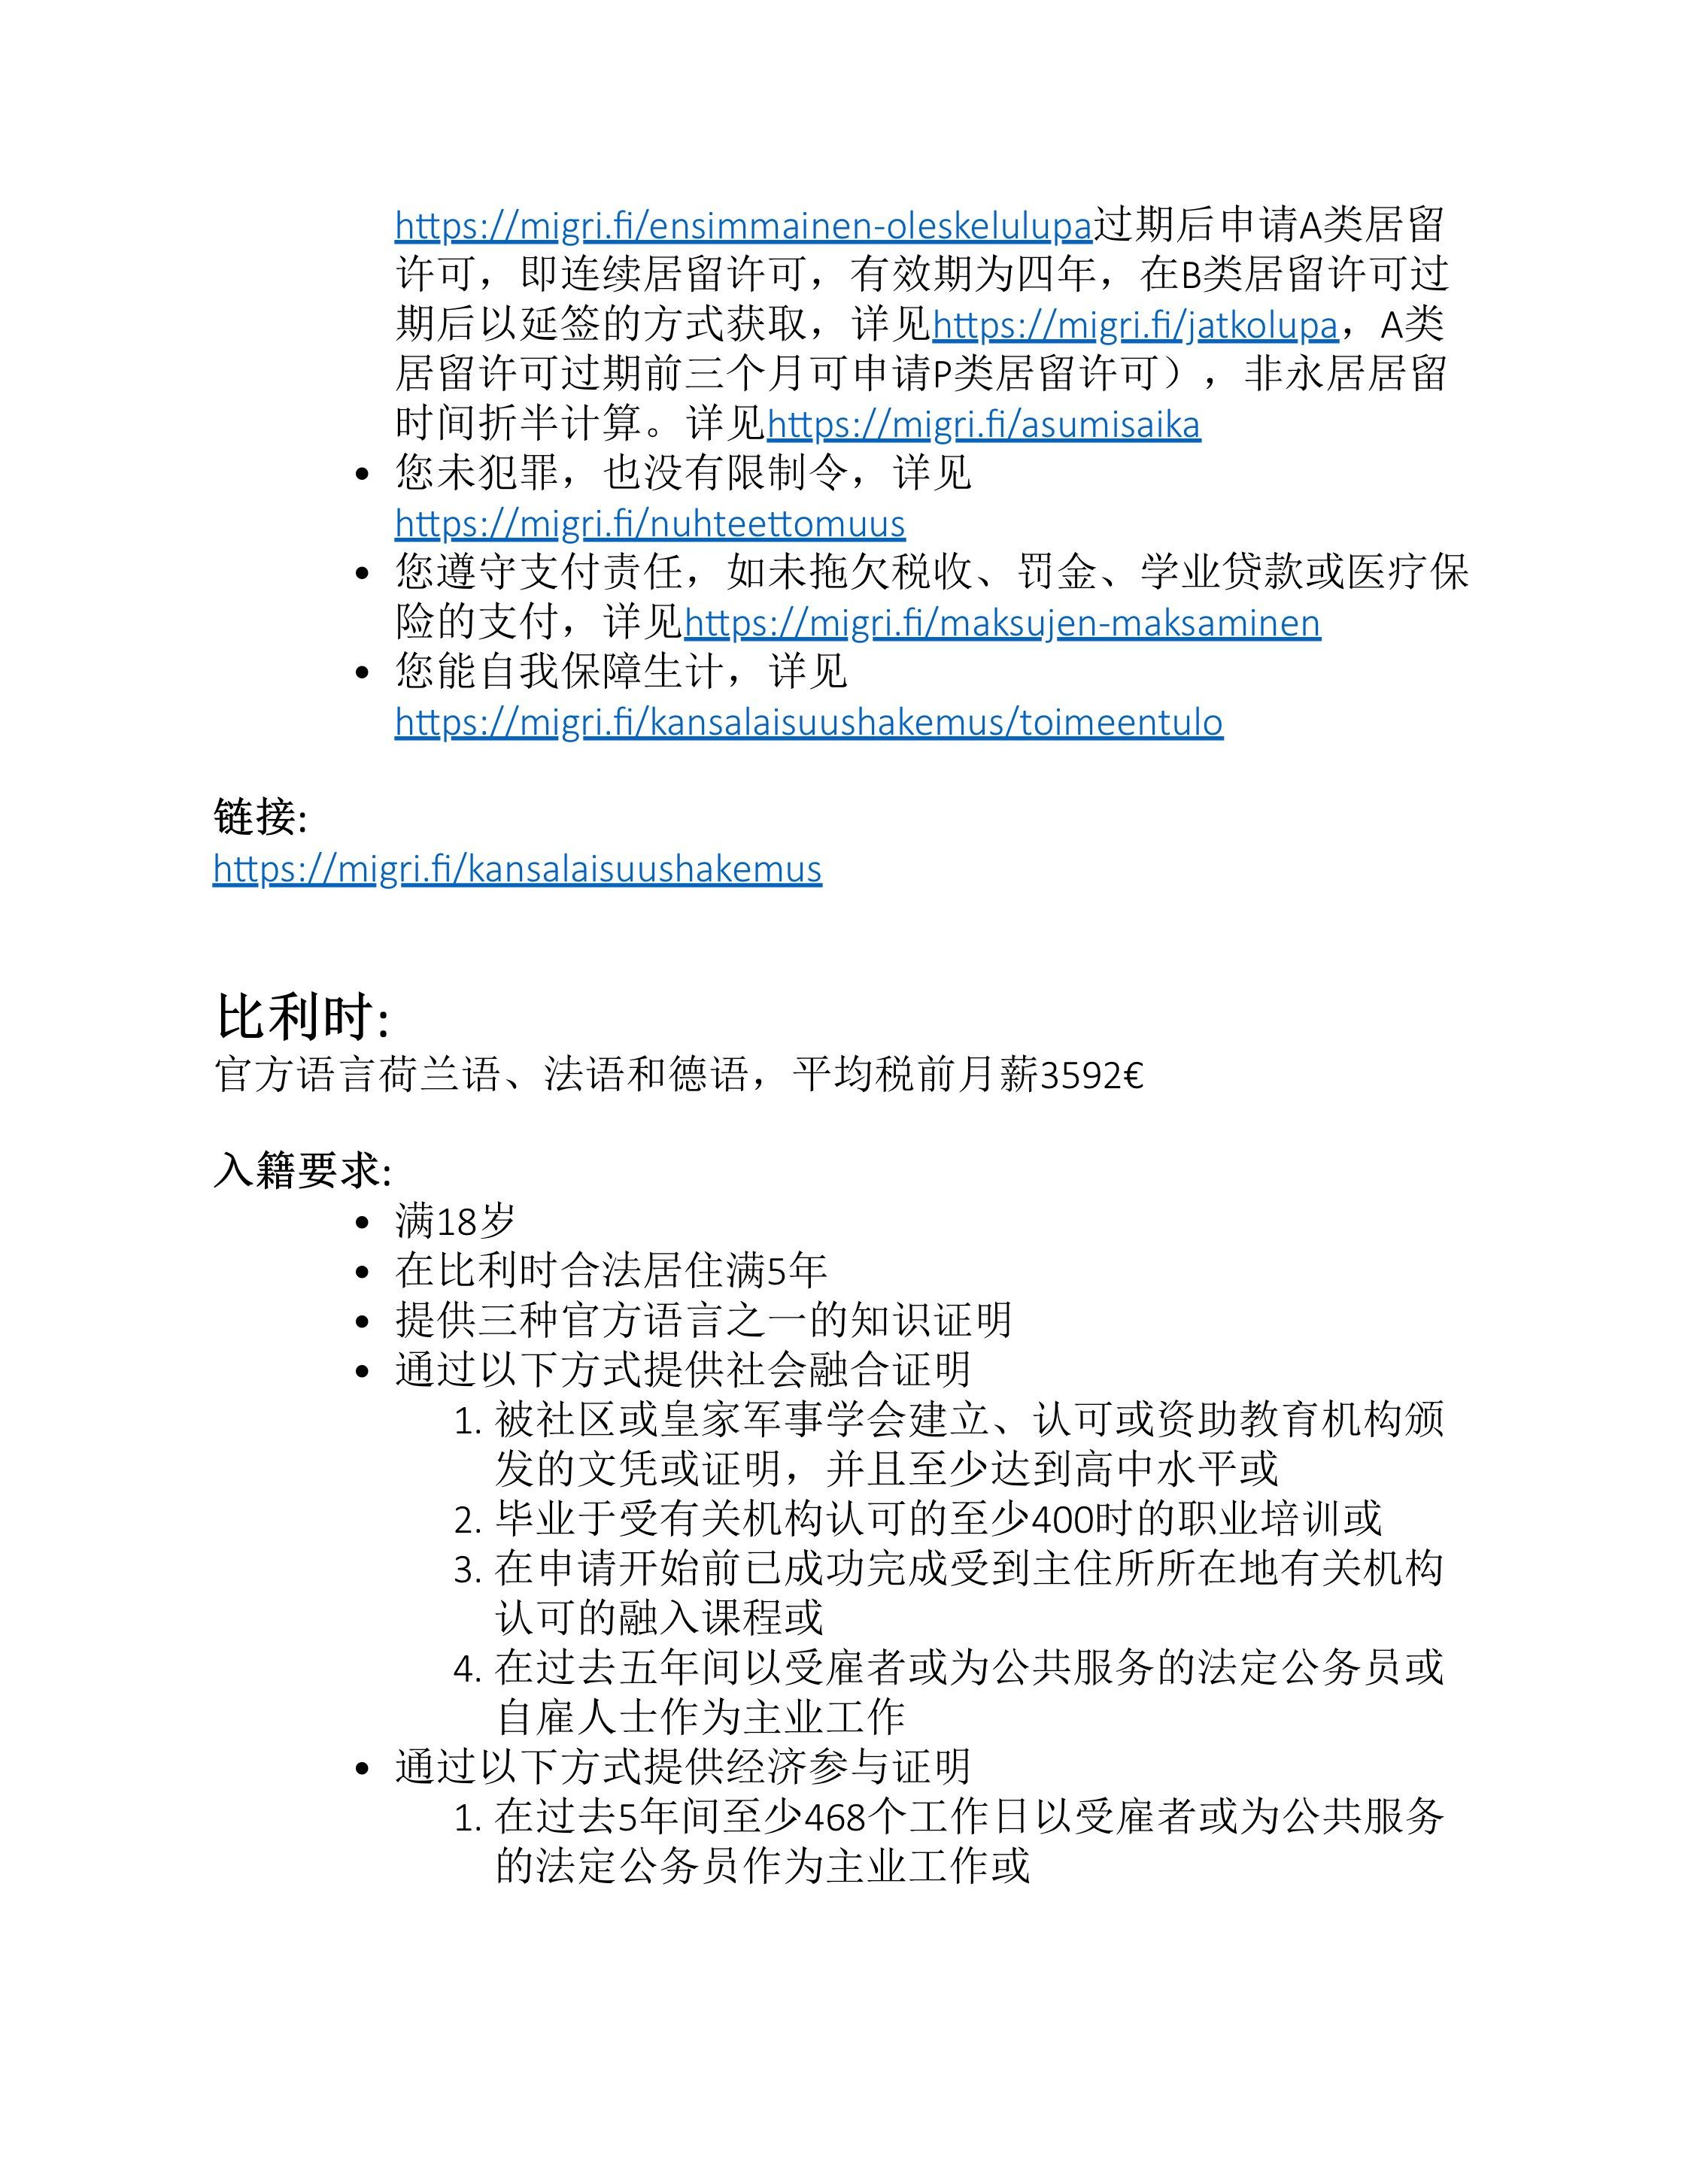 https://migri.fi/ensimmainen-oleskelulupa过期后申请A类居留
许可，即连续居留许可，有效期为四年，在B类居留许可过
期后以延签的方式获取，详见https://migri.fi/jatkolupa，A类
居留许可过期前三个月可申请P类居留许可），非永居居留
时间折半计算。详见https://migri.fi/asumisaika
• 您未犯罪，也没有限制令，详见
https://migri.fi/nuhteettomuus
• 您遵守支付责任，如未拖欠税收、罚金、学业贷款或医疗保
险的支付，详见https://migri.fi/maksujen-maksaminen
• 您能自我保障生计，详见
https://migri.fi/kansalaisuushakemus/toimeentulo
链接:
https://migri.fi/kansalaisuushakemus
比利时:
官方语言荷兰语、法语和德语，平均税前月薪3592€
入籍要求:
• 满18岁
• 在比利时合法居住满5年
• 提供三种官方语言之一的知识证明
• 通过以下方式提供社会融合证明
1. 被社区或皇家军事学会建立、认可或资助教育机构颁
发的文凭或证明，并且至少达到高中水平或
2. 毕业于受有关机构认可的至少400时的职业培训或
3. 在申请开始前已成功完成受到主住所所在地有关机构
认可的融入课程或
4. 在过去五年间以受雇者或为公共服务的法定公务员或
自雇人士作为主业工作
• 通过以下方式提供经济参与证明
1. 在过去5年间至少468个工作日以受雇者或为公共服务
的法定公务员作为主业工作或